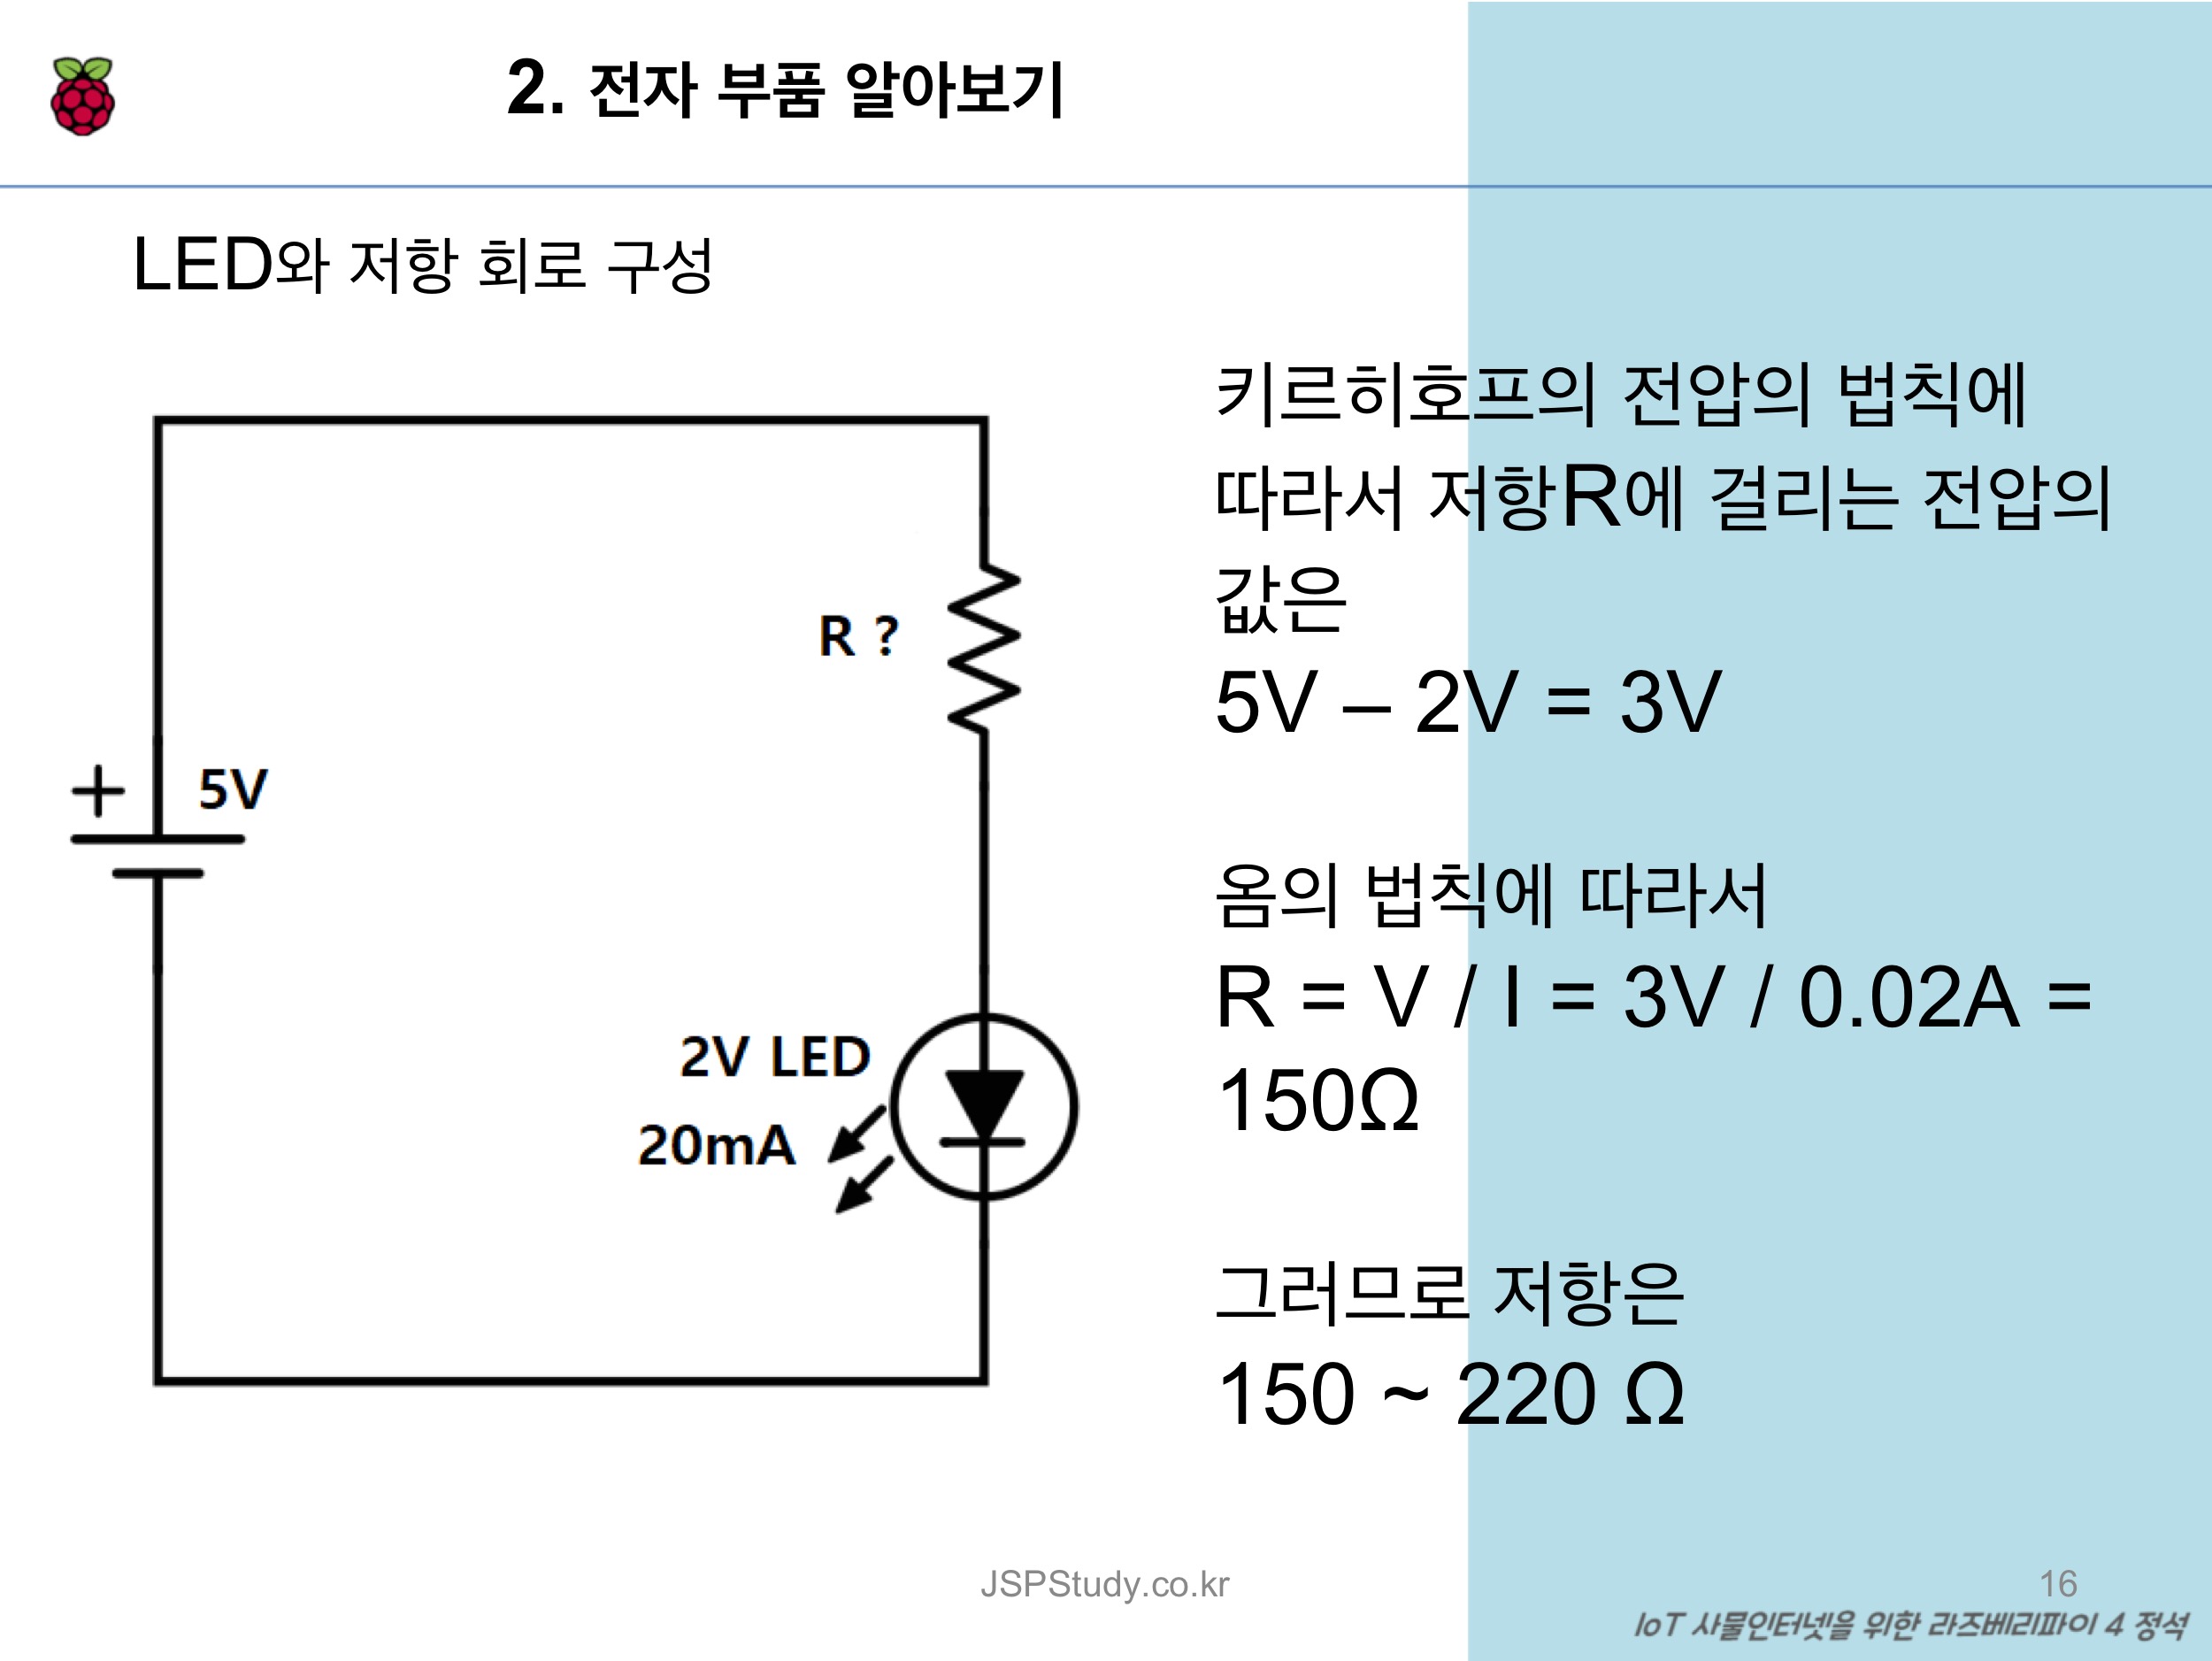 2. 전자 부품 알아보기
LED와 저항 회로 구성
키르히호프의 전압의 법칙에
따라서 저항R에 걸리는 전압의
값은
5V – 2V = 3V
R ?
+ 5V
옴의 법칙에 따라서
R = V / I = 3V / 0.02A =
150Ω
2V LED
20mA
그러므로 저항은
150 ~ 220 Ω
JSPStudy.co.kr
16
IoT 사물인터넷을 위한 라즈베리파이 4 정석